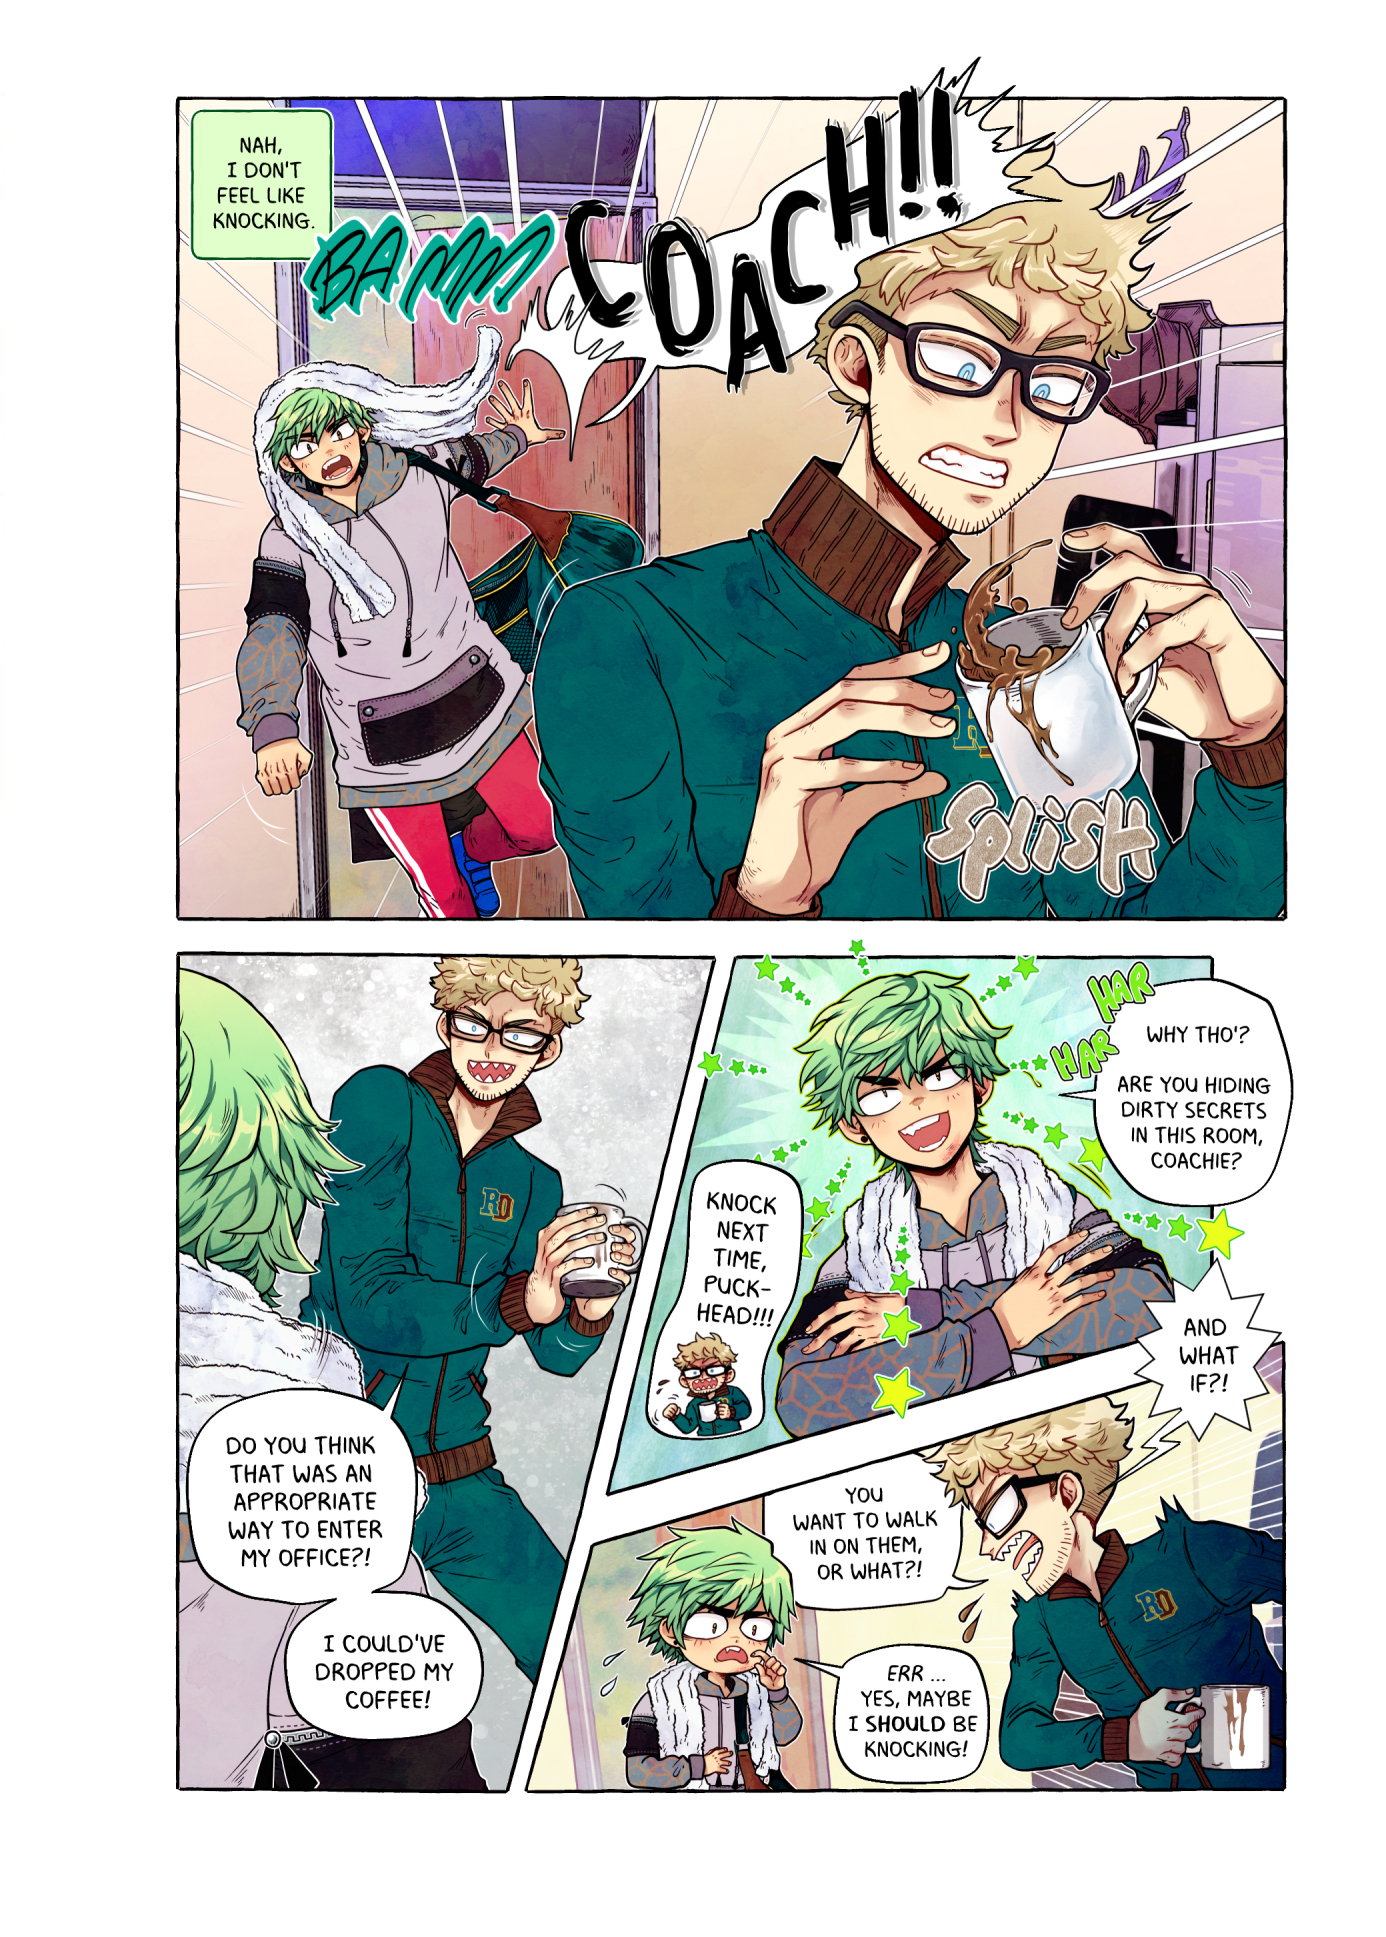 NAH,
I DON'T
FEEL LIKE
KNOCKING.
BAMM
COACH!!
RD
SPLISH
RD
DO YOU THINK
THAT WAS AN
APPROPRIATE
WAY TO ENTER
MY OFFICE?!
I COULD'VE
DROPPED MY
COFFEE!
HAR
HAR
WHY THO'?
ARE YOU HIDING
DIRTY SECRETS
IN THIS ROOM,
COACHIE?
KNOCK
NEXT
TIME,
PUCK-
HEAD!!!
AND
WHAT
IF?!
YOU
WANT TO WALK
IN ON THEM,
OR WHAT?!
RD
ERR ...
YES, MAYBE
I SHOULD BE
KNOCKING!